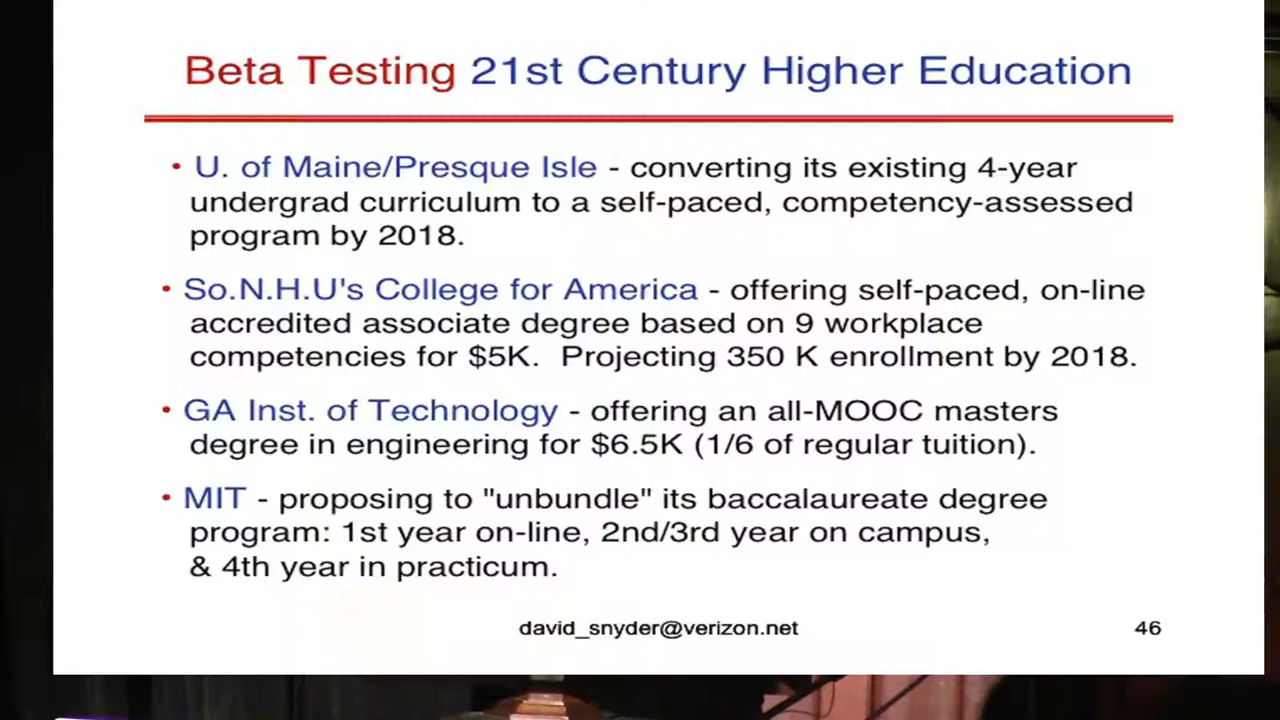 Beta Testing 21st Century Higher Education
• U. of Maine/Presque Isle - converting its existing 4-year
undergrad curriculum to a self-paced, competency-assessed
program by 2018.
• So.N.H.U's College for America - offering self-paced, on-line
accredited associate degree based on 9 workplace
competencies for $5K. Projecting 350 K enrollment by 2018.
• GA Inst. of Technology - offering an all-MOOC masters
degree in engineering for $6.5K (1/6 of regular tuition).
• MIT - proposing to "unbundle" its baccalaureate degree
program: 1st year on-line, 2nd/3rd year on campus,
& 4th year in practicum.
david_snyder@verizon.net 46